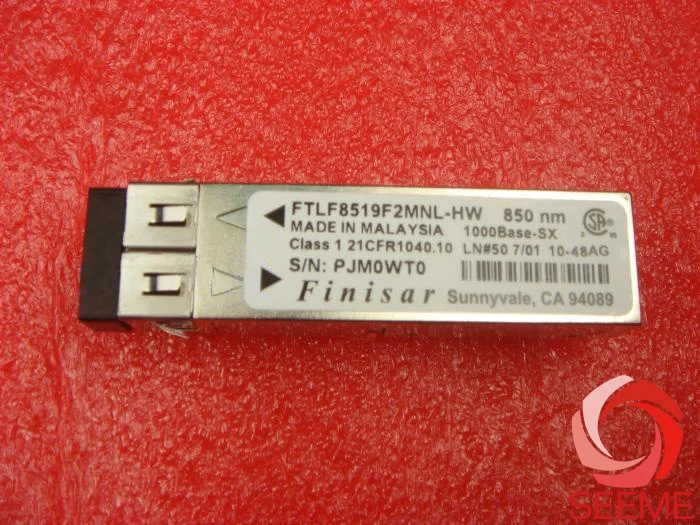 FTLF8519F2MNL-HW 850 nm
MADE IN MALAYSIA 1000Base-SX
Class 1 21CFR1040.10 LN#50 7/01 10-48AG
S/N: PJM0WT0
Finisar Sunnyvale, CA 94089
SEEME